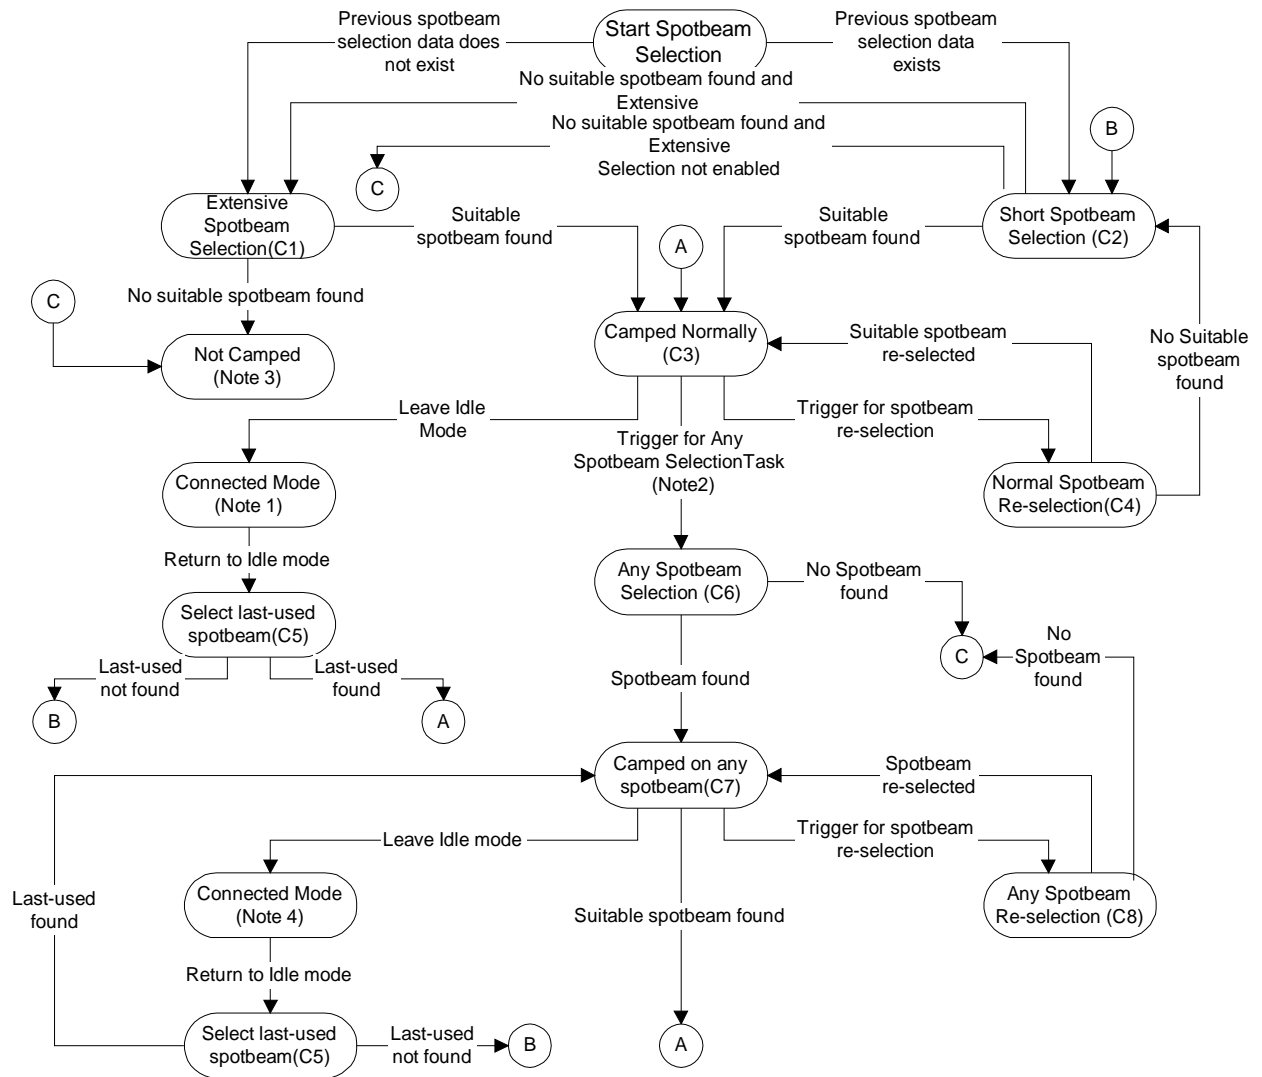 Previous spotbeam
selection data does
not exist
Start Spotbeam
Selection
Previous spotbeam
selection data
exists
No suitable spotbeam found and
Extensive
No suitable spotbeam found and
Extensive
Selection not enabled
B
C
Extensive
Spotbeam
Selection(C1)
Suitable
spotbeam found
A
Suitable
spotbeam found
Short Spotbeam
Selection (C2)
C
No suitable spotbeam found
Not Camped
(Note 3)
Camped Normally
(C3)
Suitable spotbeam
re-selected
No Suitable
spotbeam
found
Leave Idle
Mode
Trigger for Any
Spotbeam SelectionTask
(Note2)
Trigger for spotbeam
re-selection
Connected Mode
(Note 1)
Normal Spotbeam
Re-selection(C4)
Return to Idle mode
Select last-used
spotbeam(C5)
Any Spotbeam
Selection (C6)
No Spotbeam
found
Last-used
not found
Last-used
found
B
A
Spotbeam found
C
No
Spotbeam
found
Camped on any
spotbeam(C7)
Spotbeam
re-selected
Leave Idle mode
Trigger for spotbeam
re-selection
Last-used
found
Connected Mode
(Note 4)
Suitable spotbeam found
Any Spotbeam
Re-selection (C8)
Return to Idle mode
Select last-used
spotbeam(C5)
Last-used
not found
B
A